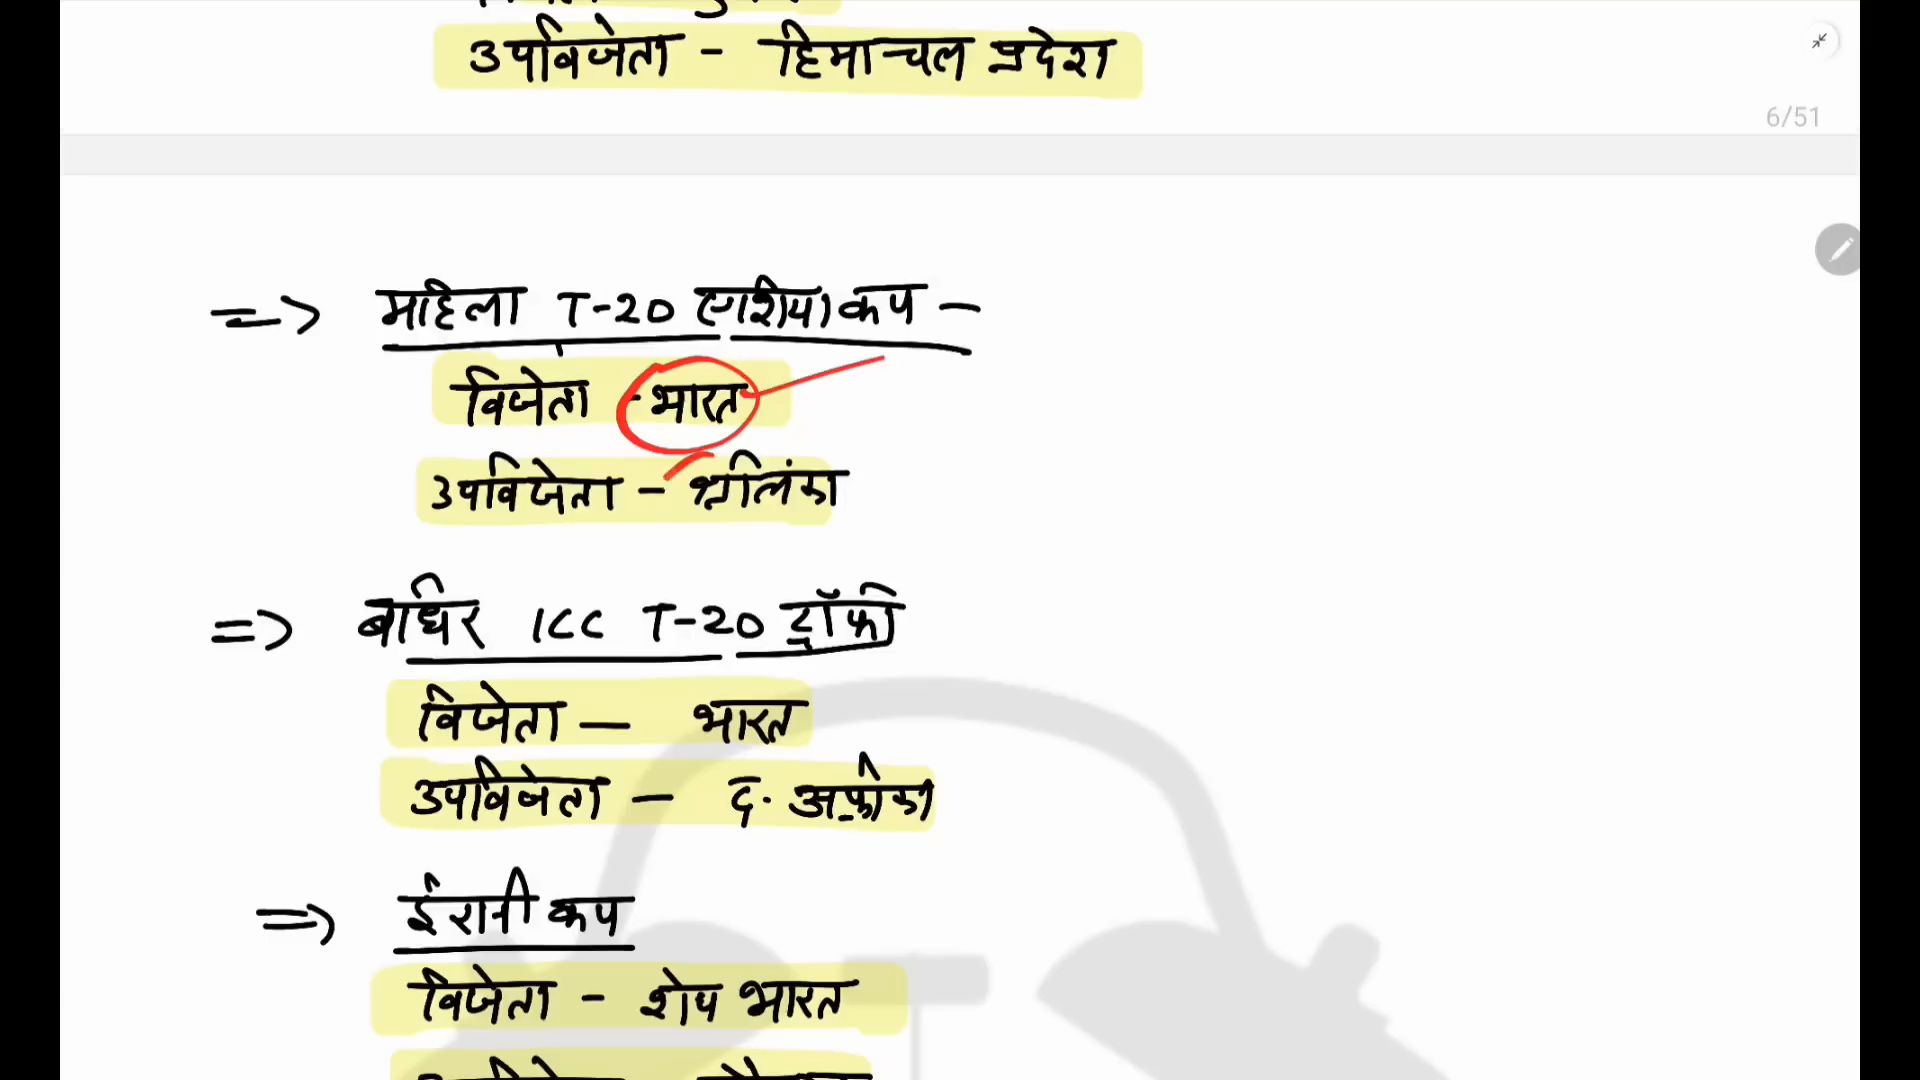 उपविजेता - हिमाचल प्रदेश
6/51
=> महिला T-20 एशिया कप -
विजेता - भारत
उपविजेता - श्रीलंका
=> बधिर ICC T-20 ट्रॉफी
विजेता - भारत
उपविजेता - द. अफ्रीका
=> ईरानी कप
विजेता - शेष भारत